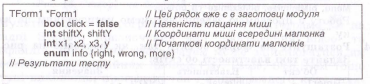 TForm1 *Form1 // Цей рядок вже є в заготовці модуля
bool click = false // Наявність клацання миші
int shiftX, shiftY // Координати миші всередині малюнка
int x1, x2, x3, y // Початкові координати малюнків
enum info {right, wrong, more}
// Результати тесту